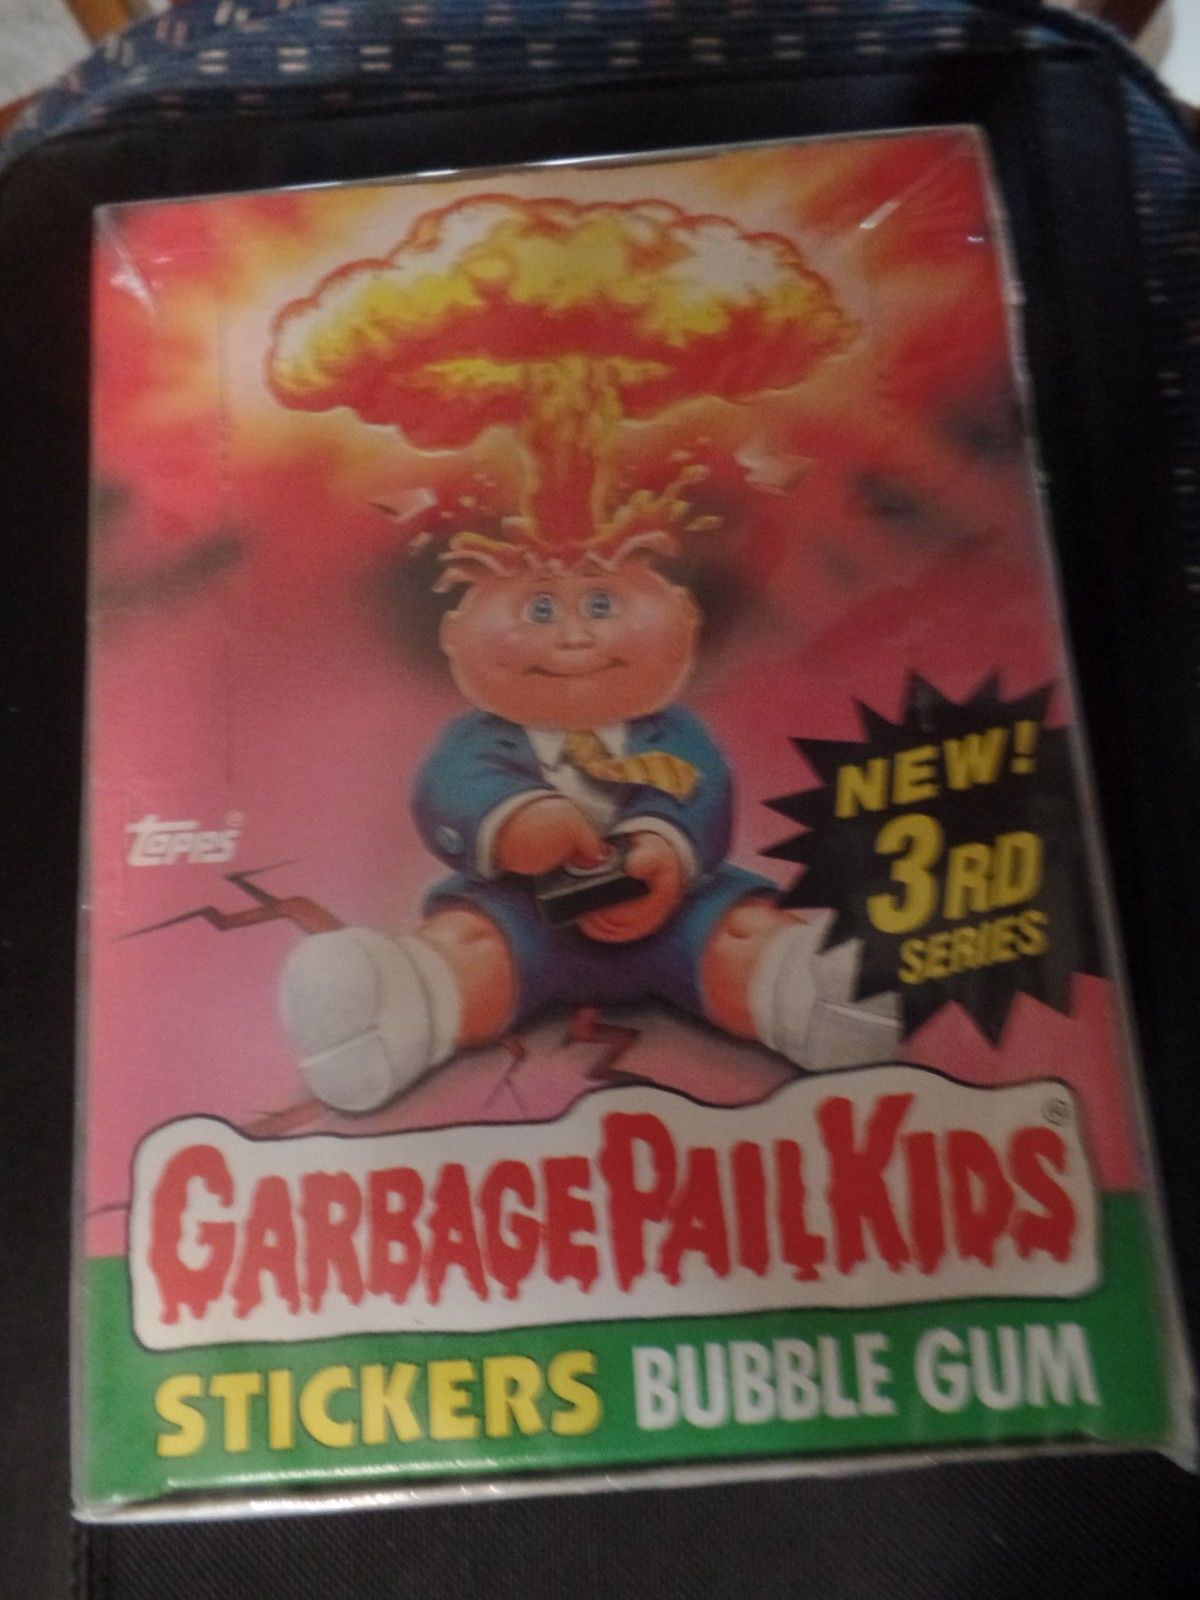 NEW!
3RD
SERIES
topps®
GARBAGE PAIL KIDS®
STICKERS BUBBLE GUM